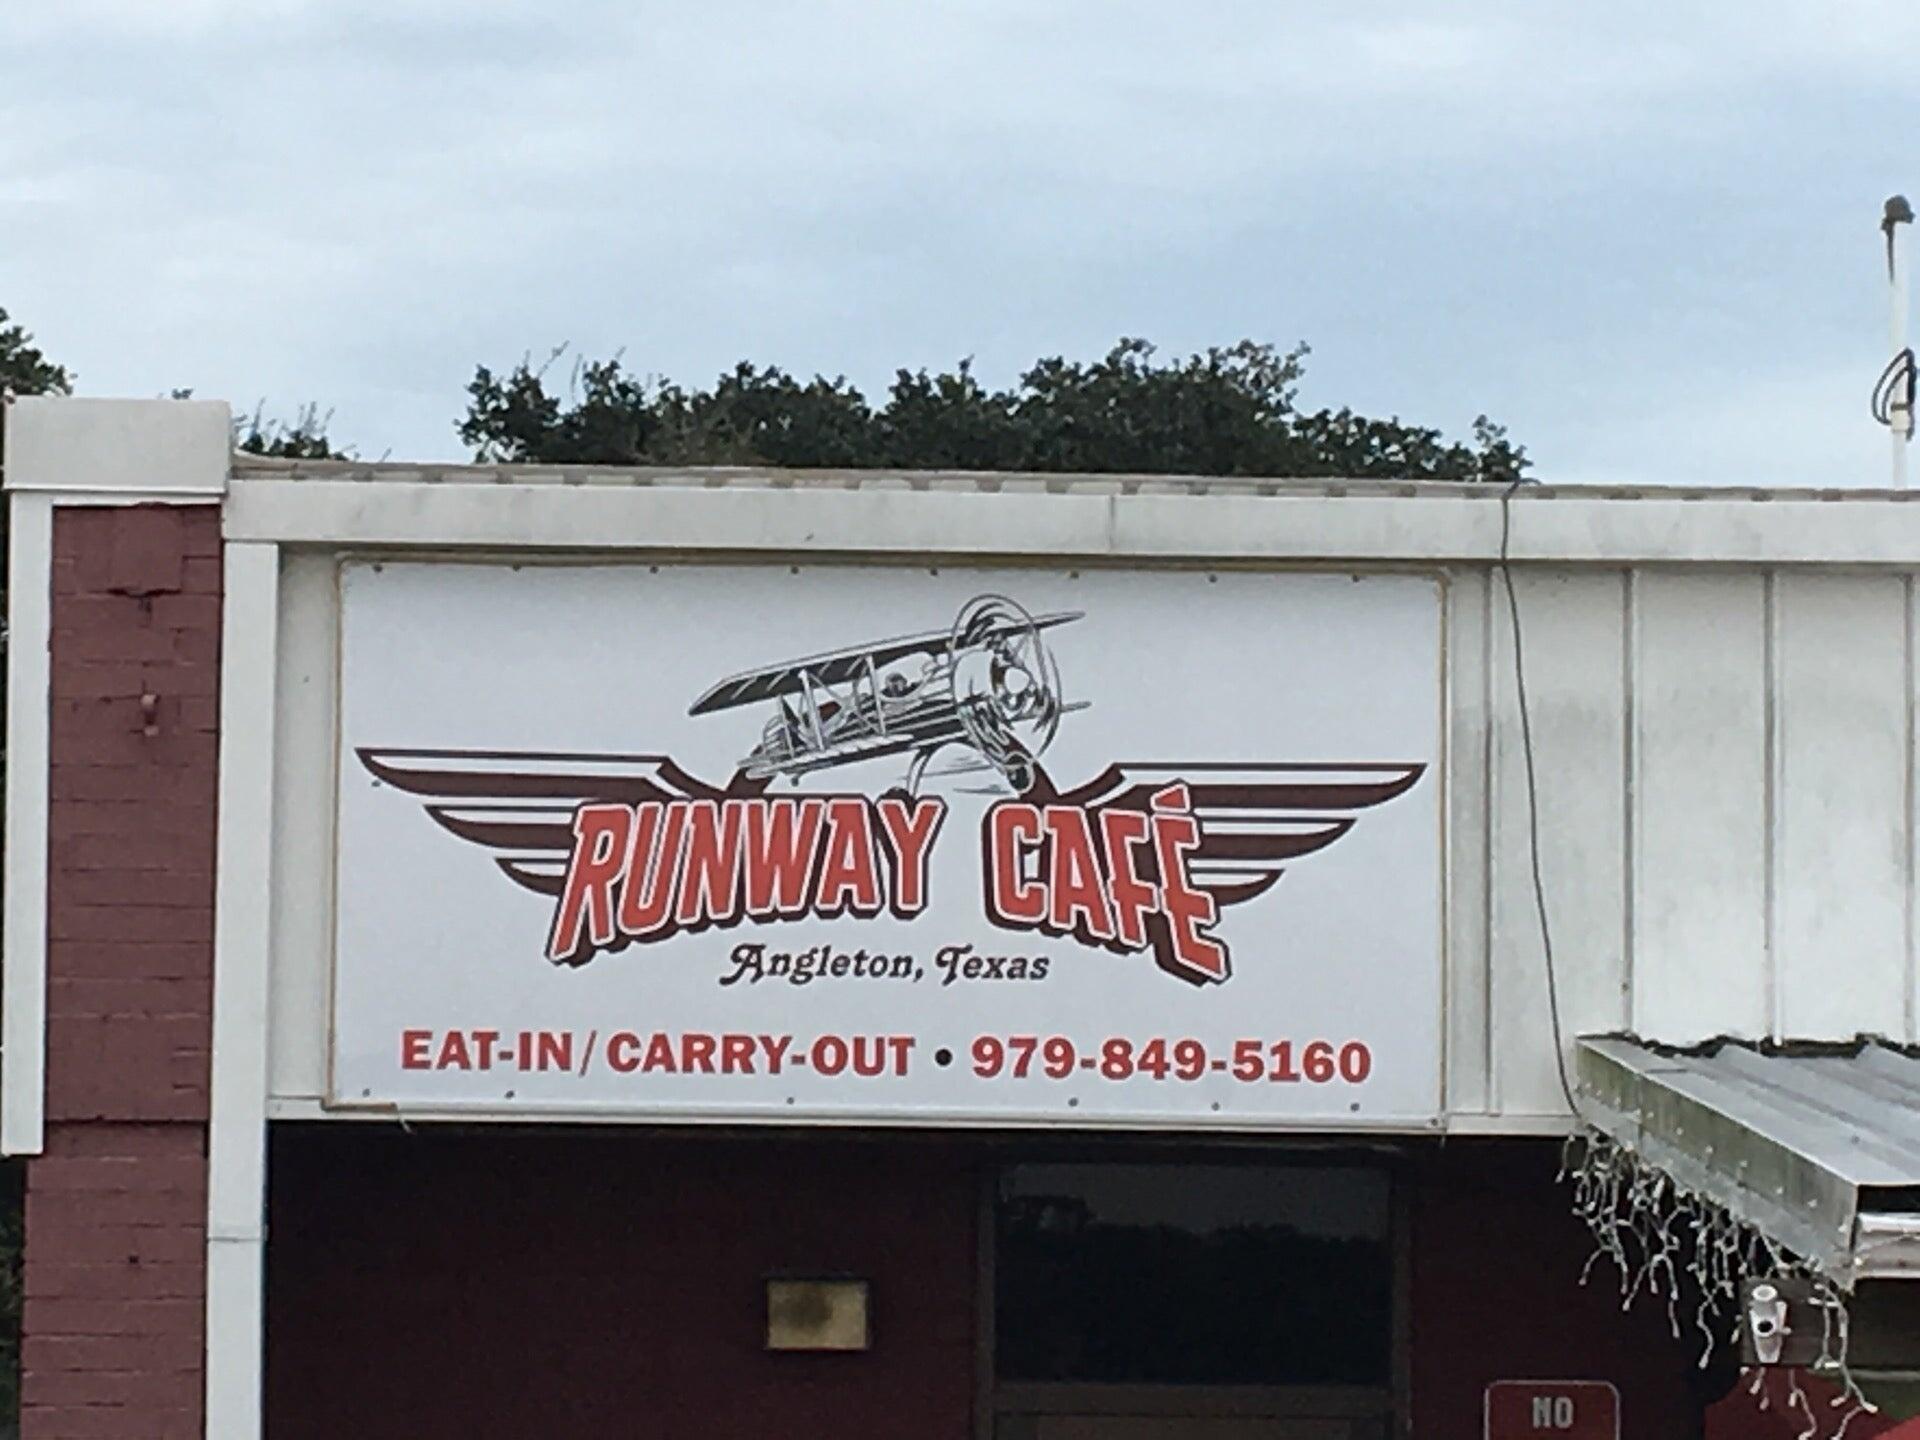 RUNWAY CAFÉ
Angleton, Texas
EAT-IN/CARRY-OUT • 979-849-5160
NO